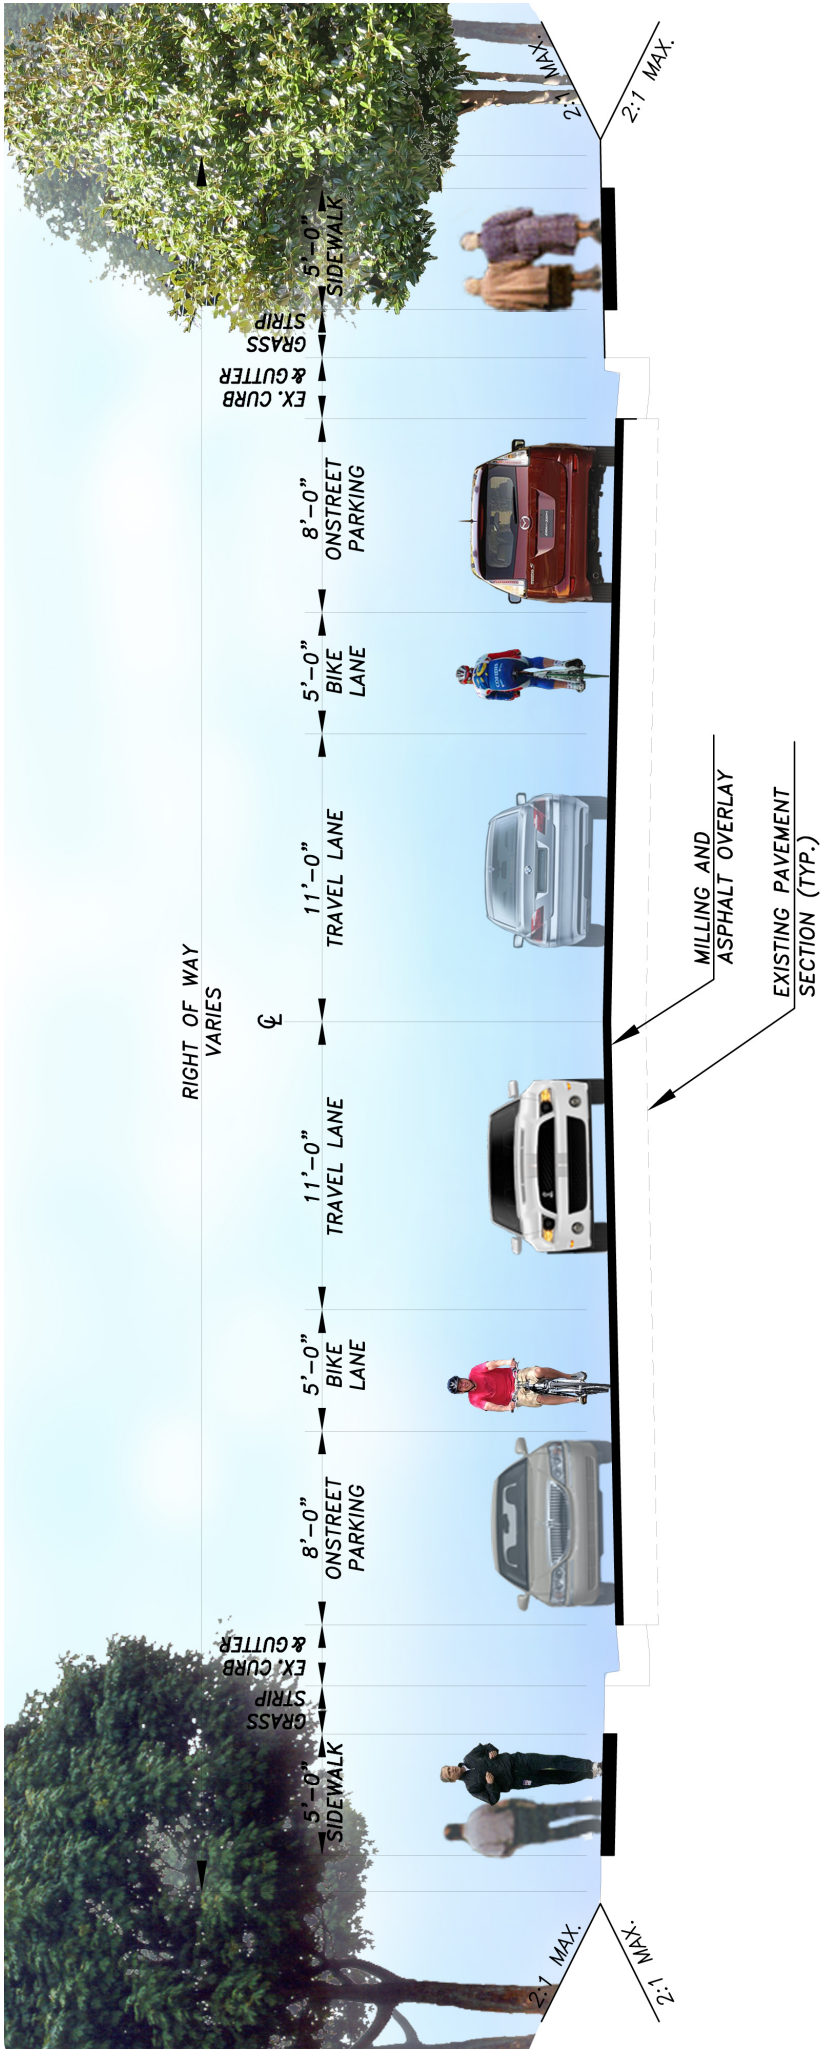 RIGHT OF WAY
VARIES
℄
5'-0"
SIDEWALK
GRASS
STRIP
EX. CURB
& GUTTER
8'-0"
ONSTREET
PARKING
5'-0"
BIKE
LANE
11'-0"
TRAVEL LANE
11'-0"
TRAVEL LANE
5'-0"
BIKE
LANE
8'-0"
ONSTREET
PARKING
EX. CURB
& GUTTER
GRASS
STRIP
5'-0"
SIDEWALK
2:1 MAX.
2:1 MAX.
2:1 MAX.
2:1 MAX.
MILLING AND
ASPHALT OVERLAY
EXISTING PAVEMENT
SECTION (TYP.)